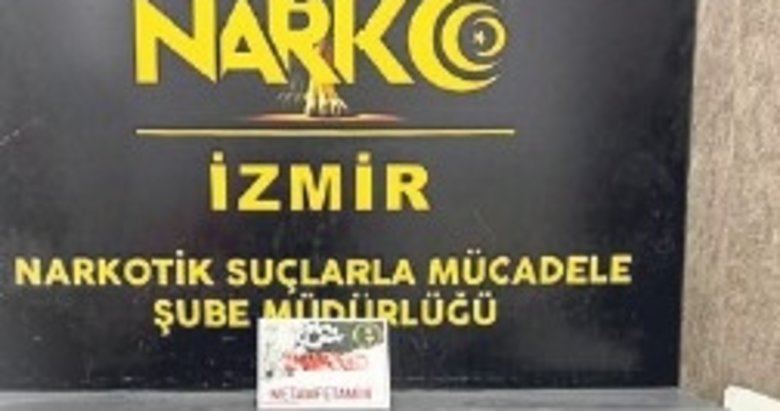 NARKO
İZMİR
NARKOTİK SUÇLARLA MÜCADELE
ŞUBE MÜDÜRLÜĞÜ
METAMFETAMİN